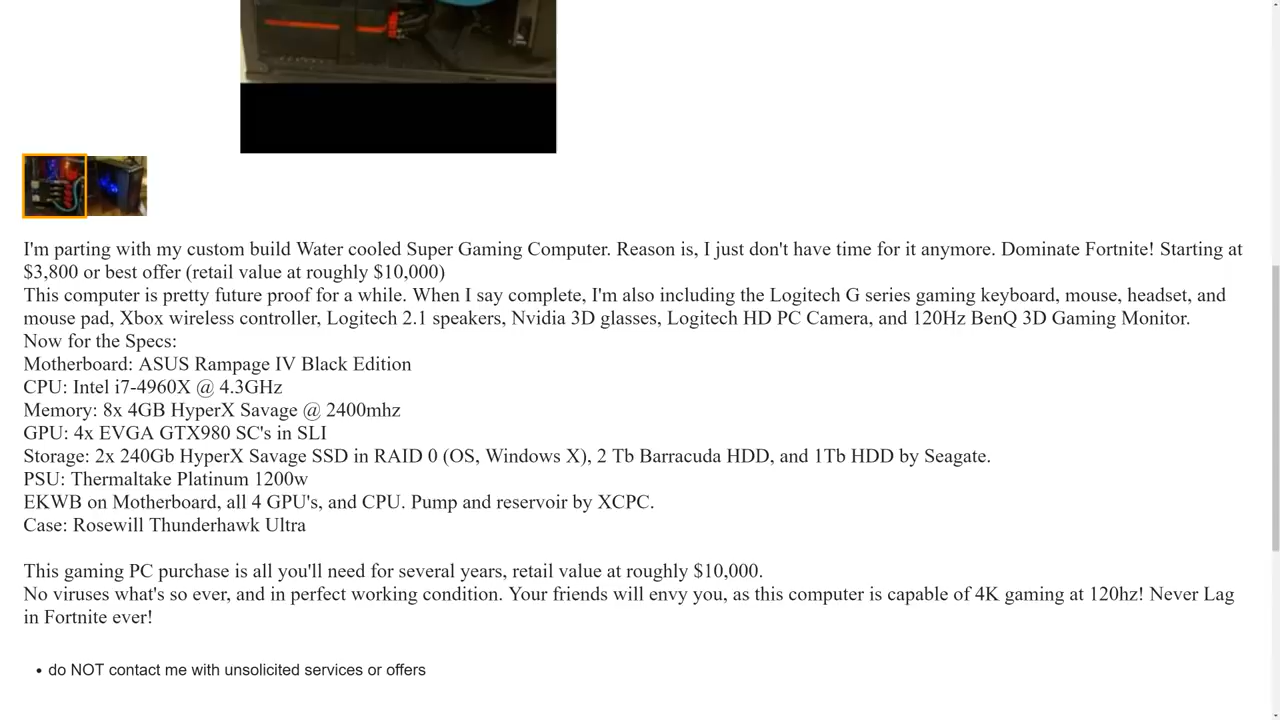 I'm parting with my custom build Water cooled Super Gaming Computer. Reason is, I just don't have time for it anymore. Dominate Fortnite! Starting at
$3,800 or best offer (retail value at roughly $10,000)
This computer is pretty future proof for a while. When I say complete, I'm also including the Logitech G series gaming keyboard, mouse, headset, and
mouse pad, Xbox wireless controller, Logitech 2.1 speakers, Nvidia 3D glasses, Logitech HD PC Camera, and 120Hz BenQ 3D Gaming Monitor.
Now for the Specs:
Motherboard: ASUS Rampage IV Black Edition
CPU: Intel i7-4960X @ 4.3GHz
Memory: 8x 4GB HyperX Savage @ 2400mhz
GPU: 4x EVGA GTX980 SC's in SLI
Storage: 2x 240Gb HyperX Savage SSD in RAID 0 (OS, Windows X), 2 Tb Barracuda HDD, and 1Tb HDD by Seagate.
PSU: Thermaltake Platinum 1200w
EKWB on Motherboard, all 4 GPU's, and CPU. Pump and reservoir by XCPC.
Case: Rosewill Thunderhawk Ultra
This gaming PC purchase is all you'll need for several years, retail value at roughly $10,000.
No viruses what's so ever, and in perfect working condition. Your friends will envy you, as this computer is capable of 4K gaming at 120hz! Never Lag
in Fortnite ever!
• do NOT contact me with unsolicited services or offers